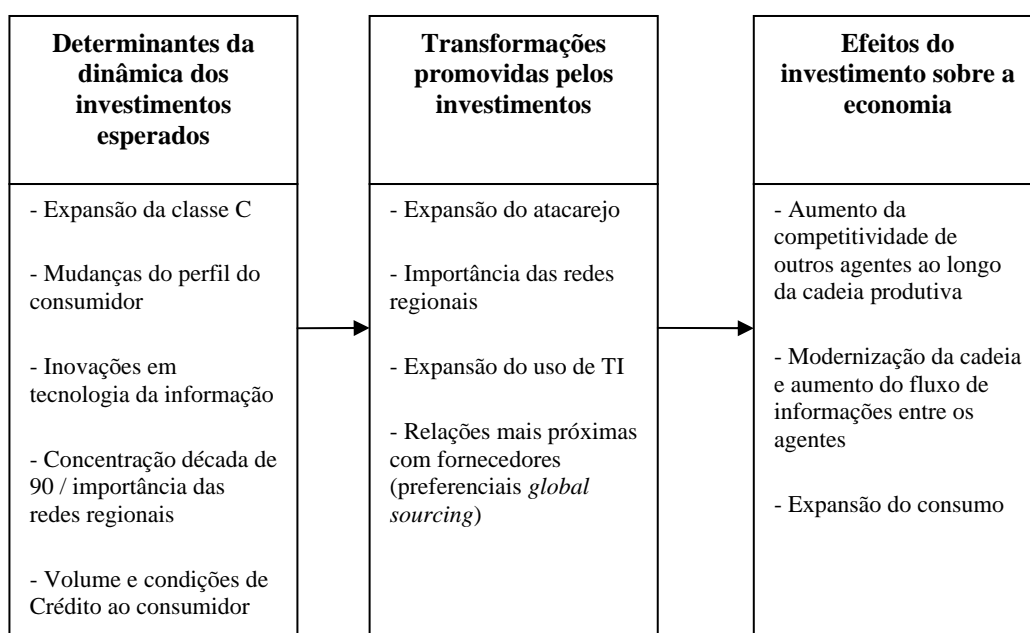 Determinantes da
dinâmica dos
investimentos
esperados
- Expansão da classe C
- Mudanças do perfil do
consumidor
- Inovações em
tecnologia da informação
- Concentração década de
90 / importância das
redes regionais
- Volume e condições de
Crédito ao consumidor
Transformações
promovidas pelos
investimentos
- Expansão do atacarejo
- Importância das redes
regionais
- Expansão do uso de TI
- Relações mais próximas
com fornecedores
(preferenciais global
sourcing)
Efeitos do
investimento sobre a
economia
- Aumento da
competitividade de
outros agentes ao longo
da cadeia produtiva
- Modernização da cadeia
e aumento do fluxo de
informações entre os
agentes
- Expansão do consumo